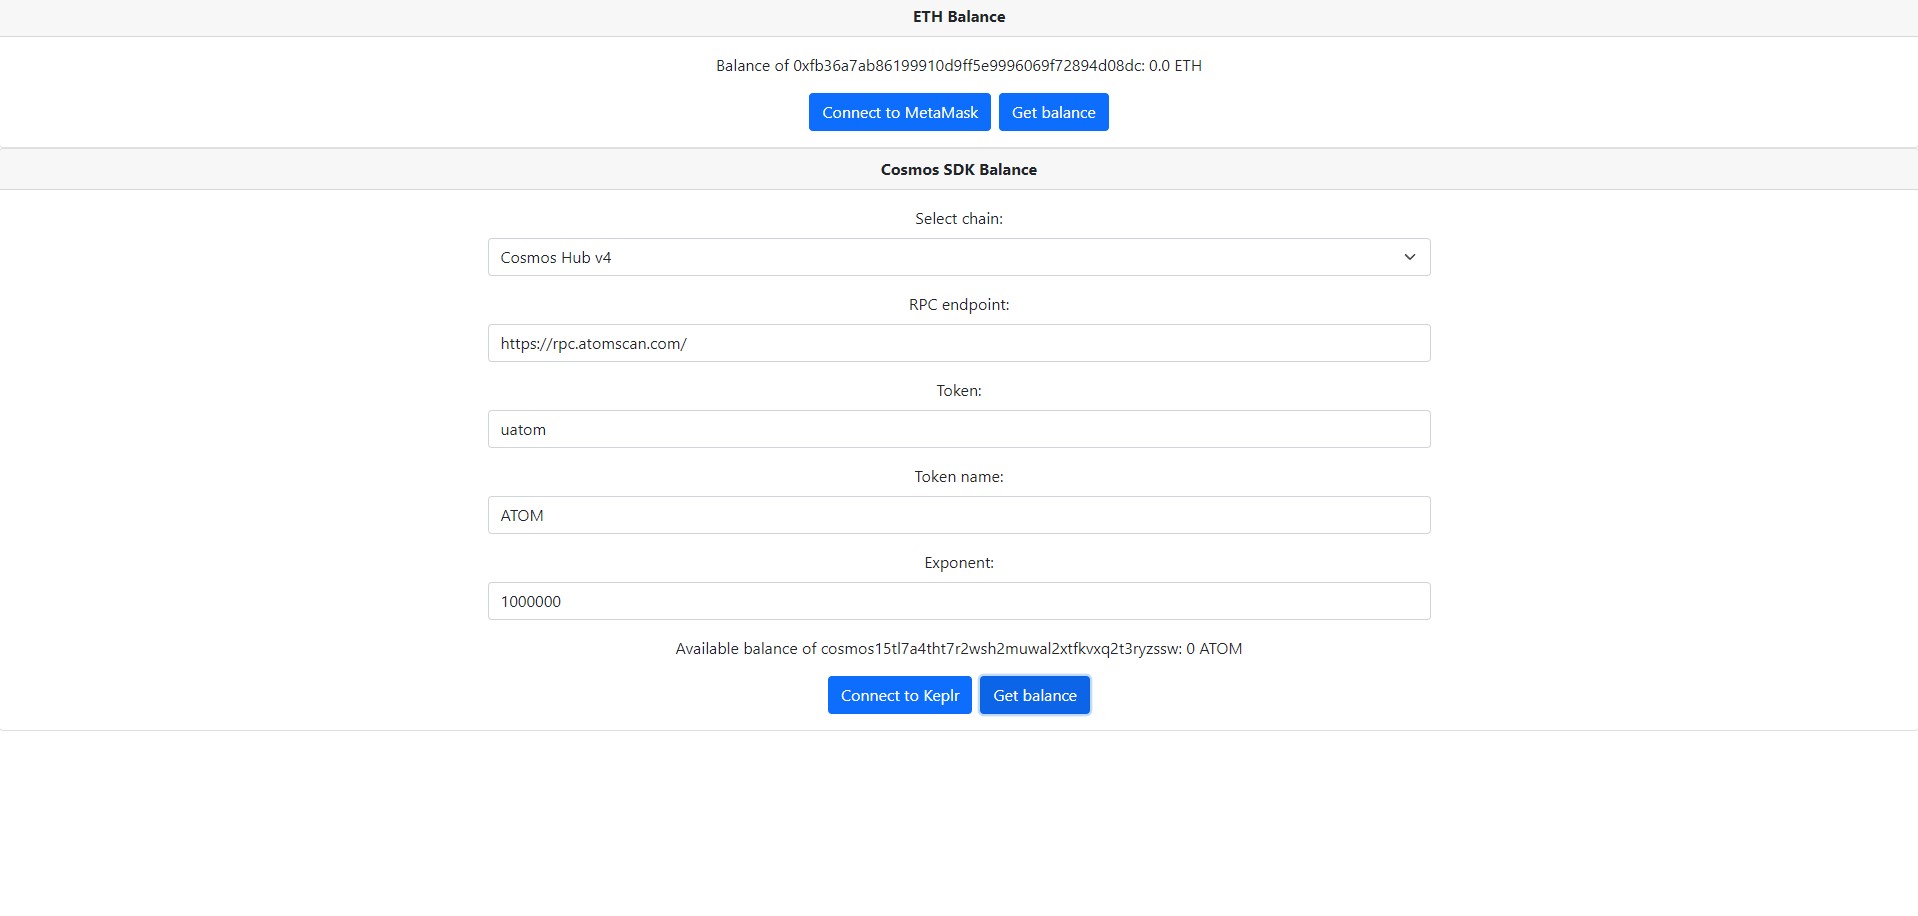 ETH Balance
Balance of 0xfb36a7ab86199910d9ff5e9996069f72894d08dc: 0.0 ETH
Connect to MetaMask Get balance
Cosmos SDK Balance
Select chain:
Cosmos Hub v4
RPC endpoint:
https://rpc.atomscan.com/
Token:
uatom
Token name:
ATOM
Exponent:
1000000
Available balance of cosmos15tl7a4tht7r2wsh2muwal2xtfkvxq2t3ryzssw: 0 ATOM
Connect to Keplr Get balance